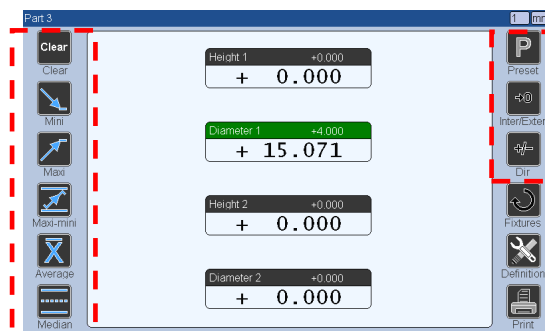 Part 3
1 mm
Clear
Clear
Mini
Maxi
Maxi-mini
X
Average
Median
Height 1 +0.000
+ 0.000
Diameter 1 +4.000
+ 15.071
Height 2 +0.000
+ 0.000
Diameter 2 +0.000
+ 0.000
P
Preset
→0
Inter/Exter
+/-
Dir
Fixtures
Definition
Print